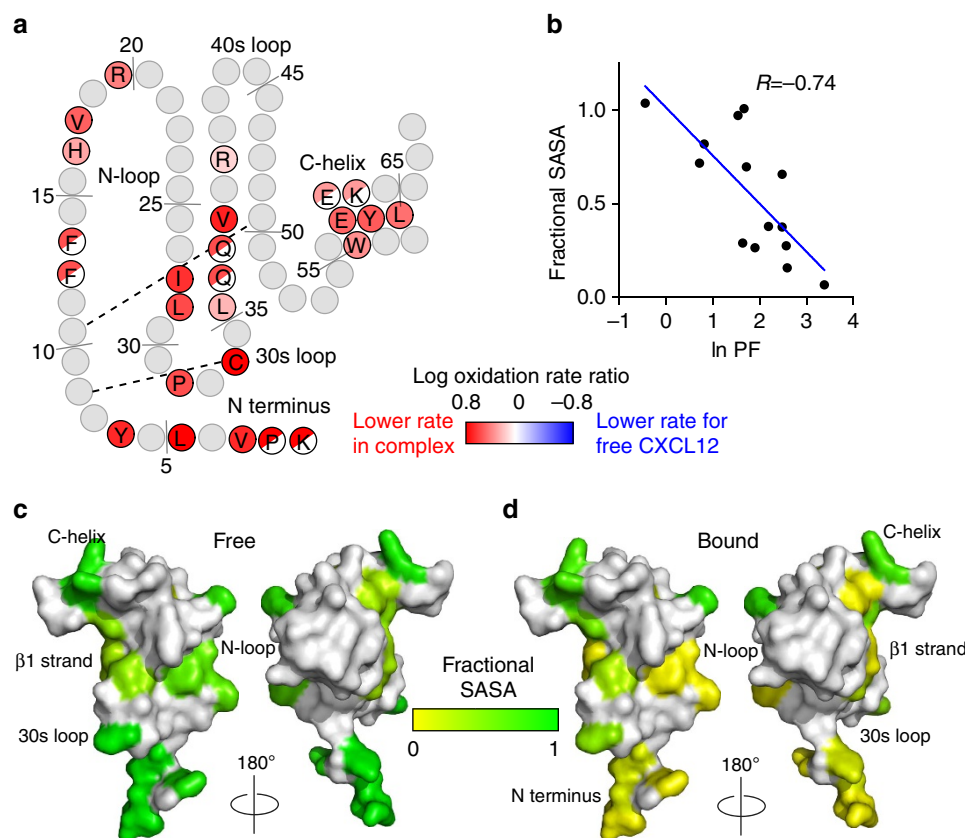 a
20
40s loop
45
R
V
H
R
N-loop
C-helix
65
15
25
E
K
V
E
Y
L
F
Q
50
W
F
I
Q
55
L
L
35
10
30
C
30s loop
P
N terminus
Y
L
V
P
K
5
Log oxidation rate ratio
0.8
0
−0.8
Lower rate
in complex
Lower rate for
free CXCL12
b
R=−0.74
Fractional SASA
1.0
0.5
0.0
−1
0
1
2
3
4
ln PF
c
C-helix
Free
β1 strand
N-loop
30s loop
180°
Fractional
SASA
0
1
d
Bound
C-helix
N-loop
β1 strand
30s loop
N terminus
180°